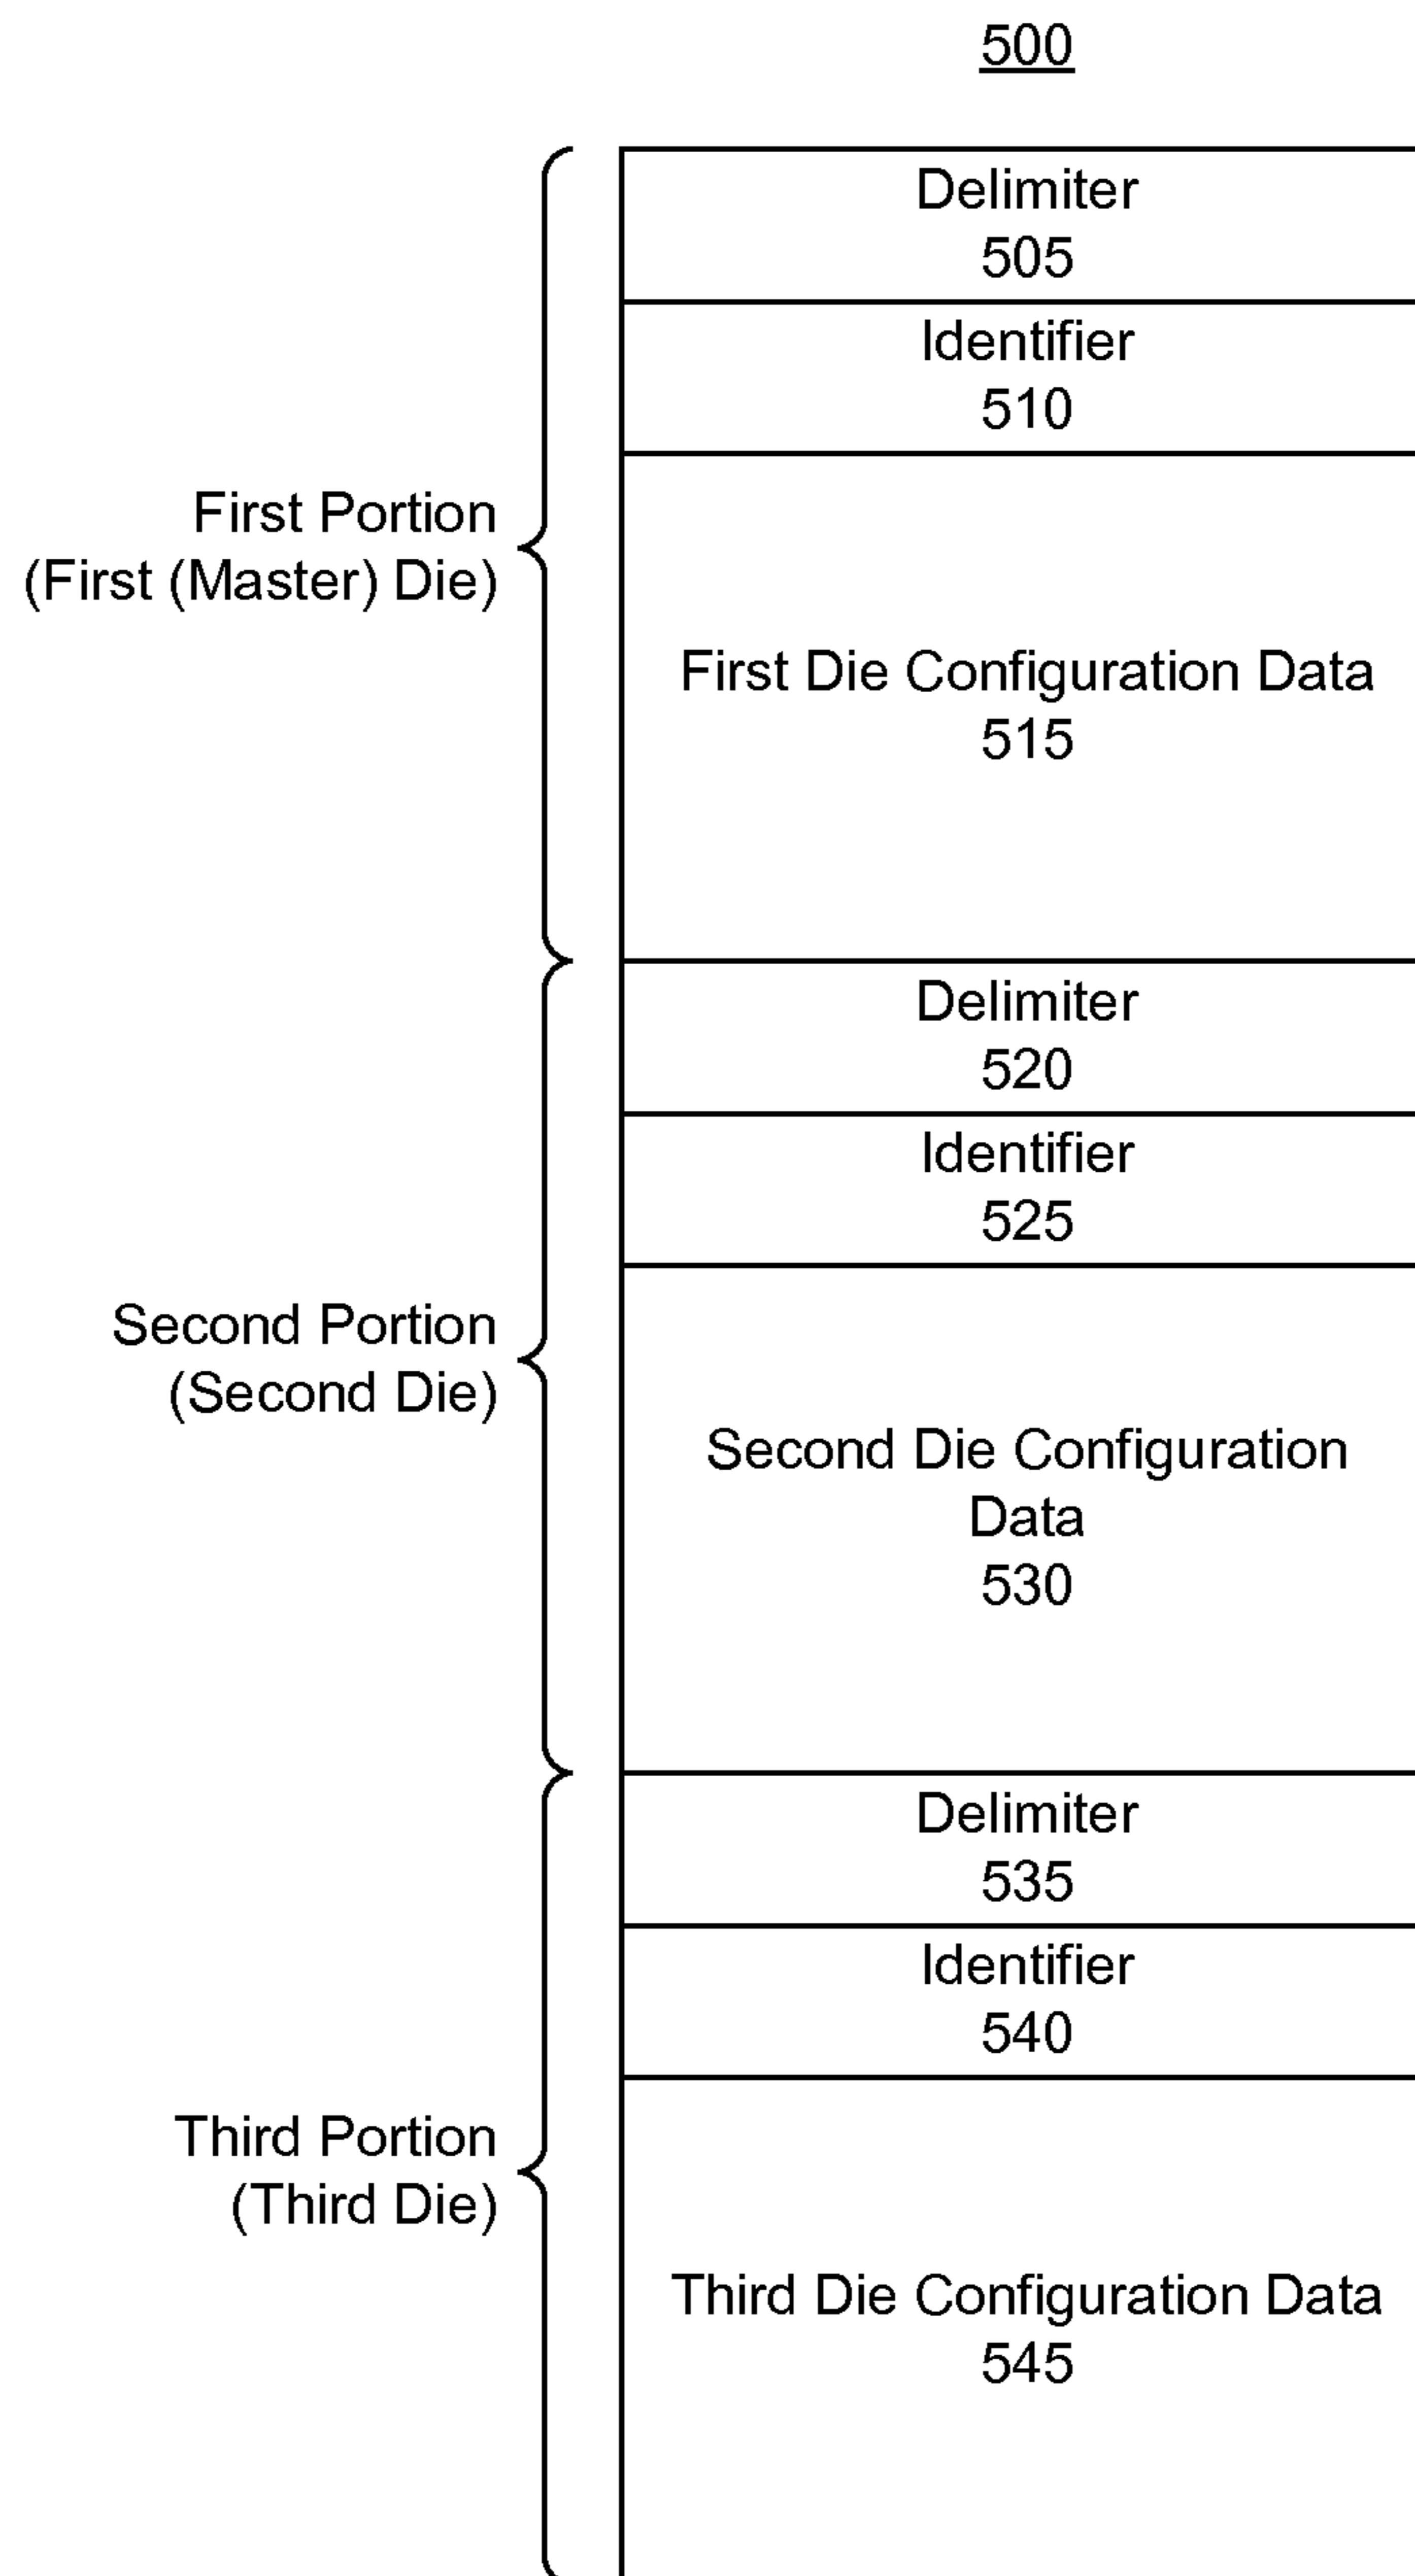 500
Delimiter
505
Identifier
510
First Portion
(First (Master) Die)
First Die Configuration Data
515
Delimiter
520
Identifier
525
Second Portion
(Second Die)
Second Die Configuration
Data
530
Delimiter
535
Identifier
540
Third Portion
(Third Die)
Third Die Configuration Data
545